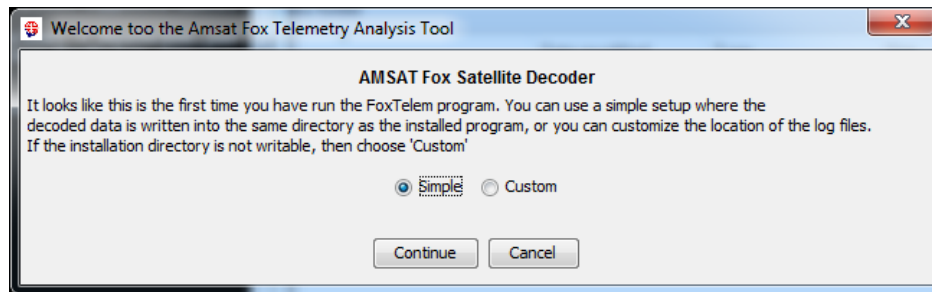 Welcome too the Amsat Fox Telemetry Analysis Tool
AMSAT Fox Satellite Decoder
It looks like this is the first time you have run the FoxTelem program. You can use a simple setup where the
decoded data is written into the same directory as the installed program, or you can customize the location of the log files.
If the installation directory is not writable, then choose 'Custom'
Simple Custom
Continue Cancel